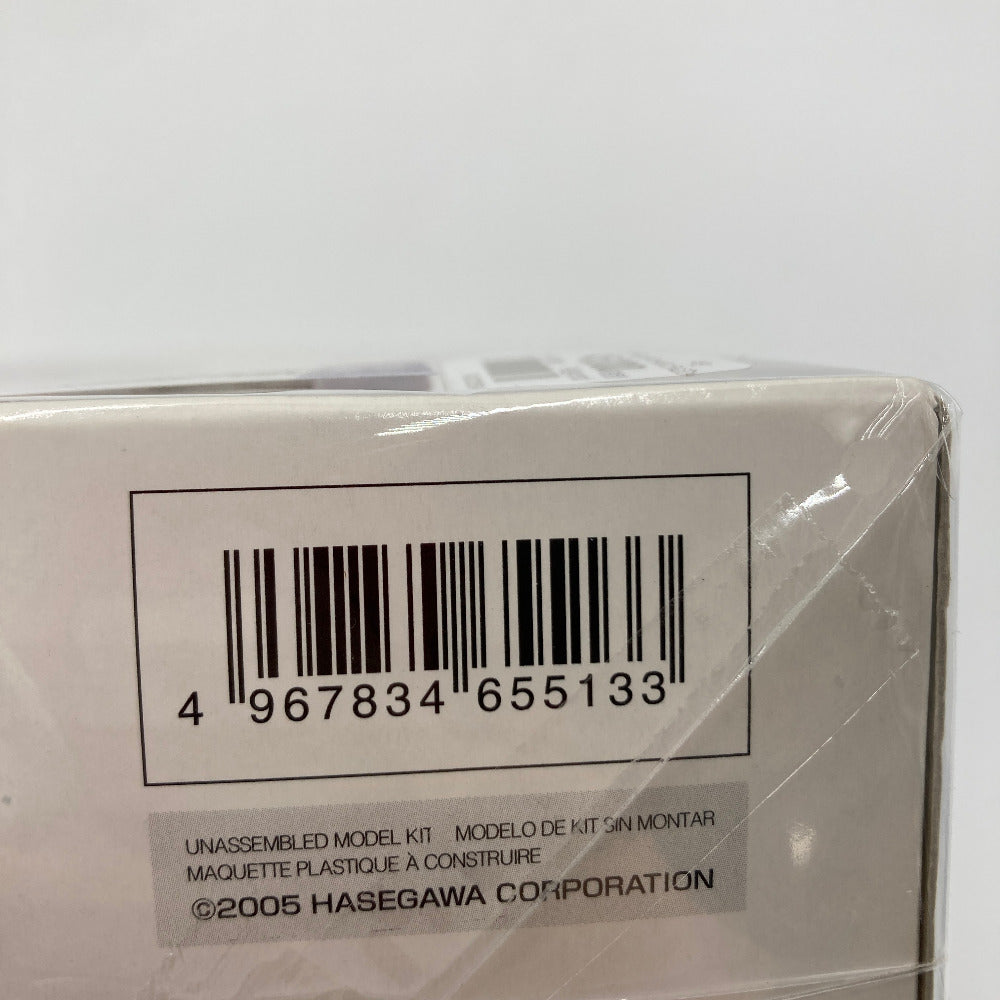 4 967834 655133
UNASSEMBLED MODEL KIT MODELO DE KIT SIN MONTAR
MAQUETTE PLASTIQUE À CONSTRUIRE
©2005 HASEGAWA CORPORATION